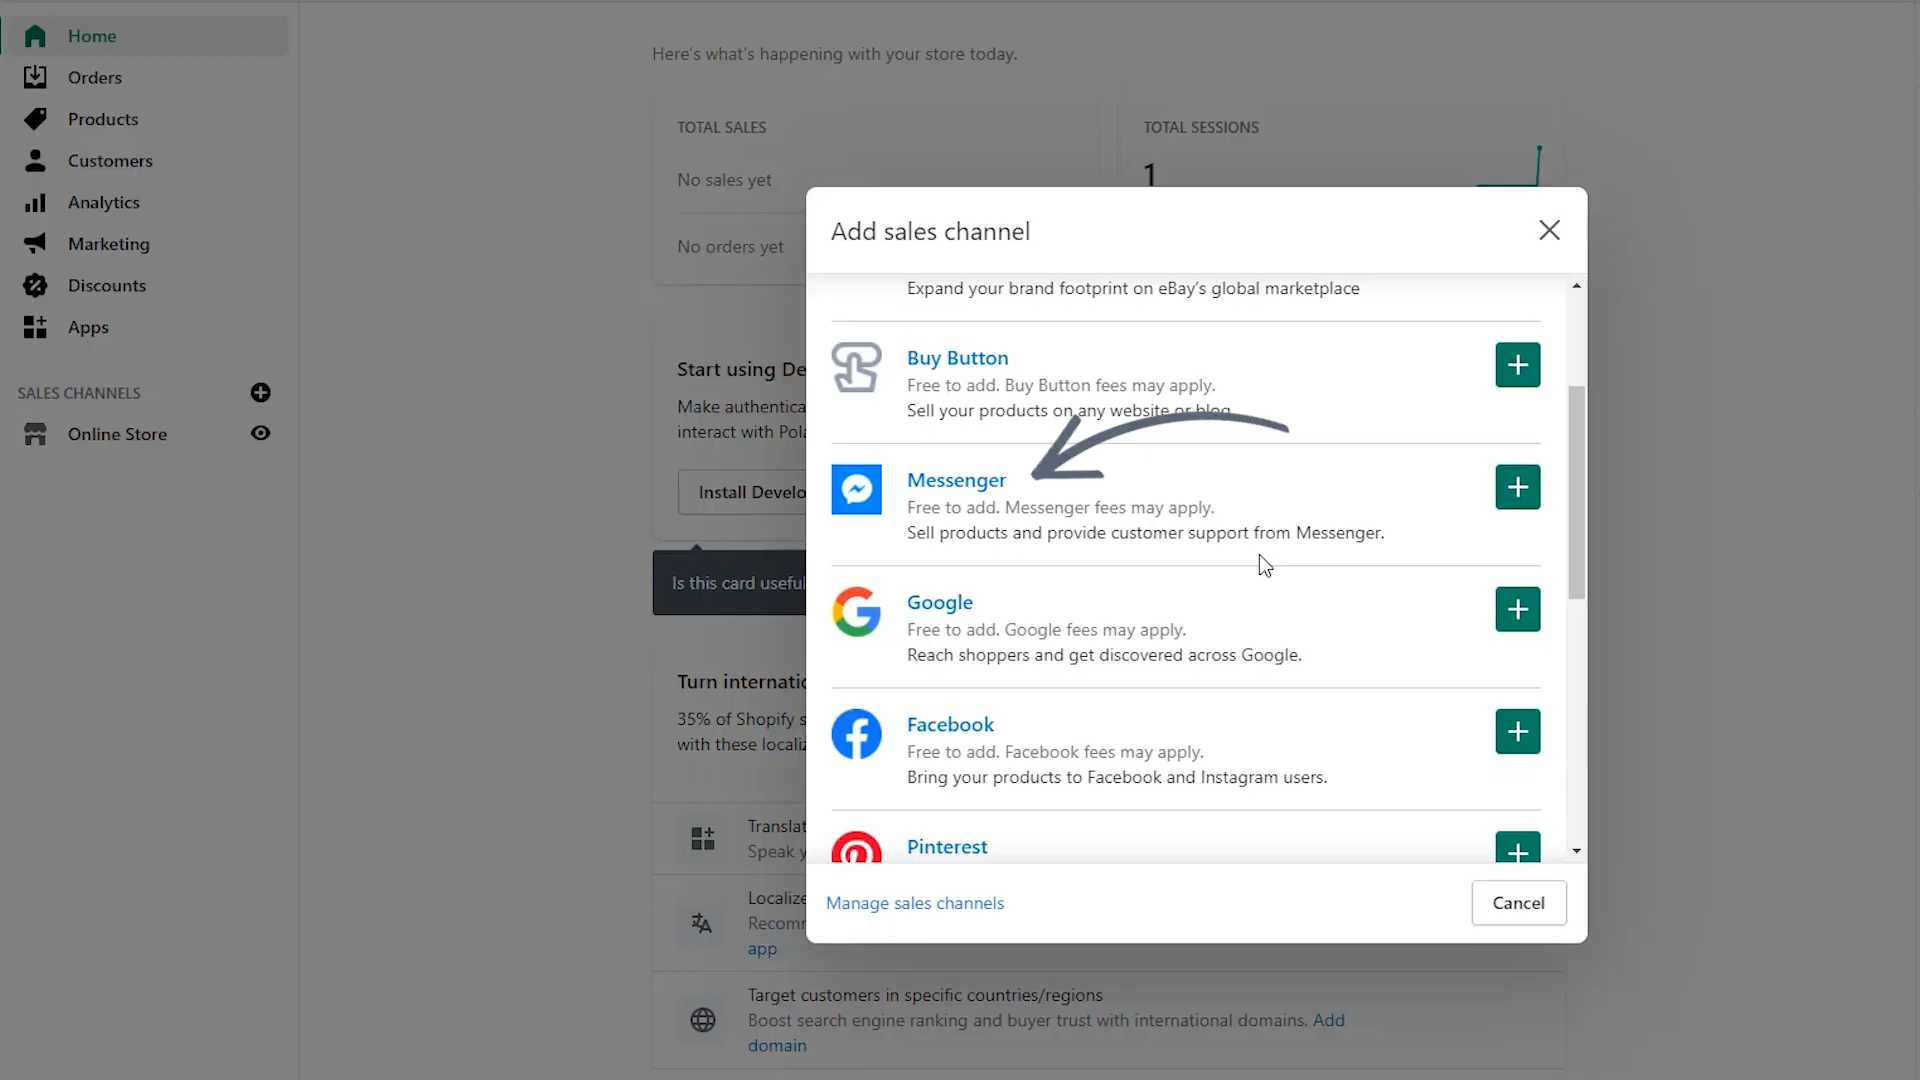 Home
Orders
Products
Customers
Analytics
Marketing
Discounts
Apps
SALES CHANNELS
Online Store
Here's what's happening with your store today.
TOTAL SALES
No sales yet
No orders yet
TOTAL SESSIONS
1
Start using De
Make authentica
interact with Pola
Install Develo
Is this card useful
Turn internatio
35% of Shopify s
with these localiz
Translat
Speak y
Localize
Recomm
app
Target customers in specific countries/regions
Boost search engine ranking and buyer trust with international domains. Add
domain
Add sales channel
Expand your brand footprint on eBay's global marketplace
Buy Button
Free to add. Buy Button fees may apply.
Sell your products on any website or blog.
Messenger
Free to add. Messenger fees may apply.
Sell products and provide customer support from Messenger.
Google
Free to add. Google fees may apply.
Reach shoppers and get discovered across Google.
Facebook
Free to add. Facebook fees may apply.
Bring your products to Facebook and Instagram users.
Pinterest
Manage sales channels
Cancel